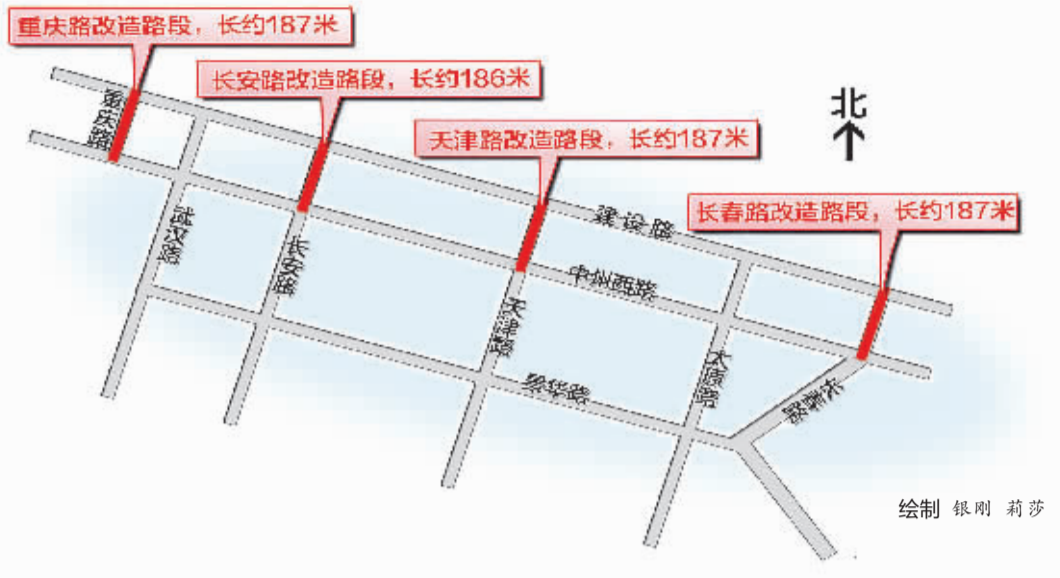 重庆路改造路段，长约187米
长安路改造路段，长约186米
天津路改造路段，长约187米
长春路改造路段，长约187米
北
重庆路
武汉路
长安路
天津路
建设路
中州西路
景华路
太原路
长春路
绘制 银刚 莉莎